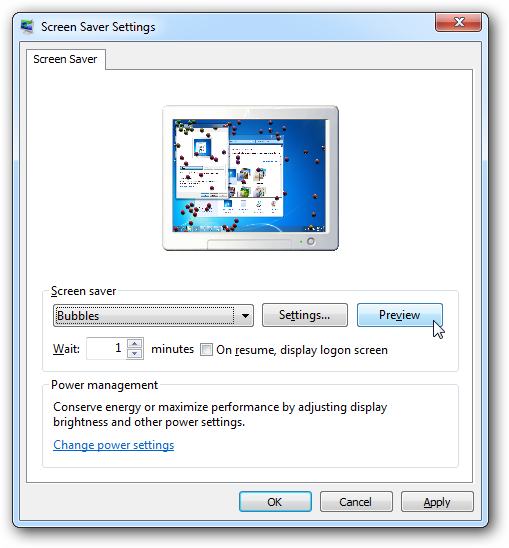 Screen Saver Settings
Screen Saver
Screen saver
Bubbles
Settings...
Preview
Wait: 1 minutes On resume, display logon screen
Power management
Conserve energy or maximize performance by adjusting display
brightness and other power settings.
Change power settings
OK Cancel Apply